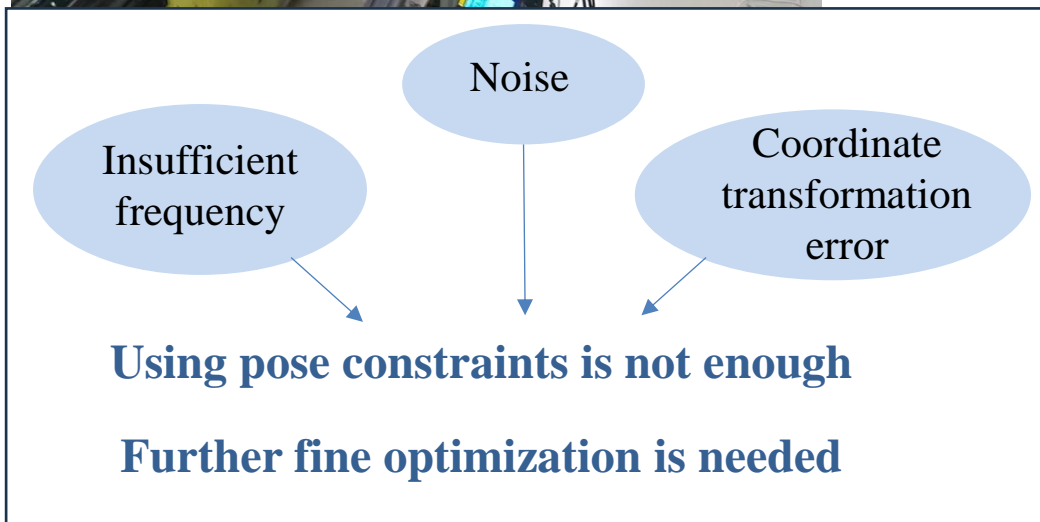 Noise
Insufficient
frequency
Coordinate
transformation
error
Using pose constraints is not enough
Further fine optimization is needed